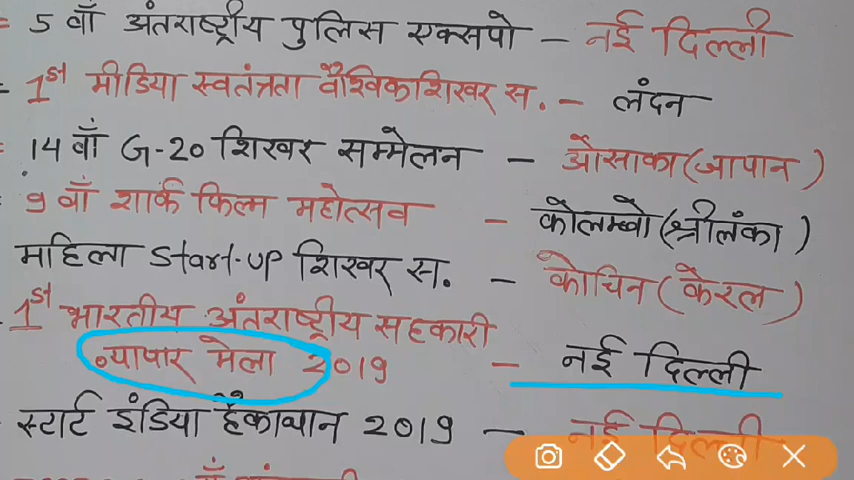 = 5 वाँ अंतराष्ट्रीय पुलिस एक्सपो – नई दिल्ली
- 1st मीडिया स्वतंत्रता वैश्विक शिखर स. – लंदन
= 14 वाँ G-20 शिखर सम्मेलन – ओसाका (जापान)
9 वाँ शार्क फिल्म महोत्सव – कोलम्बो (श्रीलंका)
महिला Start-up शिखर स. – कोचिन (केरल)
- 1st भारतीय अंतराष्ट्रीय सहकारी
व्यापार मेला 2019 – नई दिल्ली
- स्टार्ट इंडिया हैकाथान 2019 – नई दिल्ली